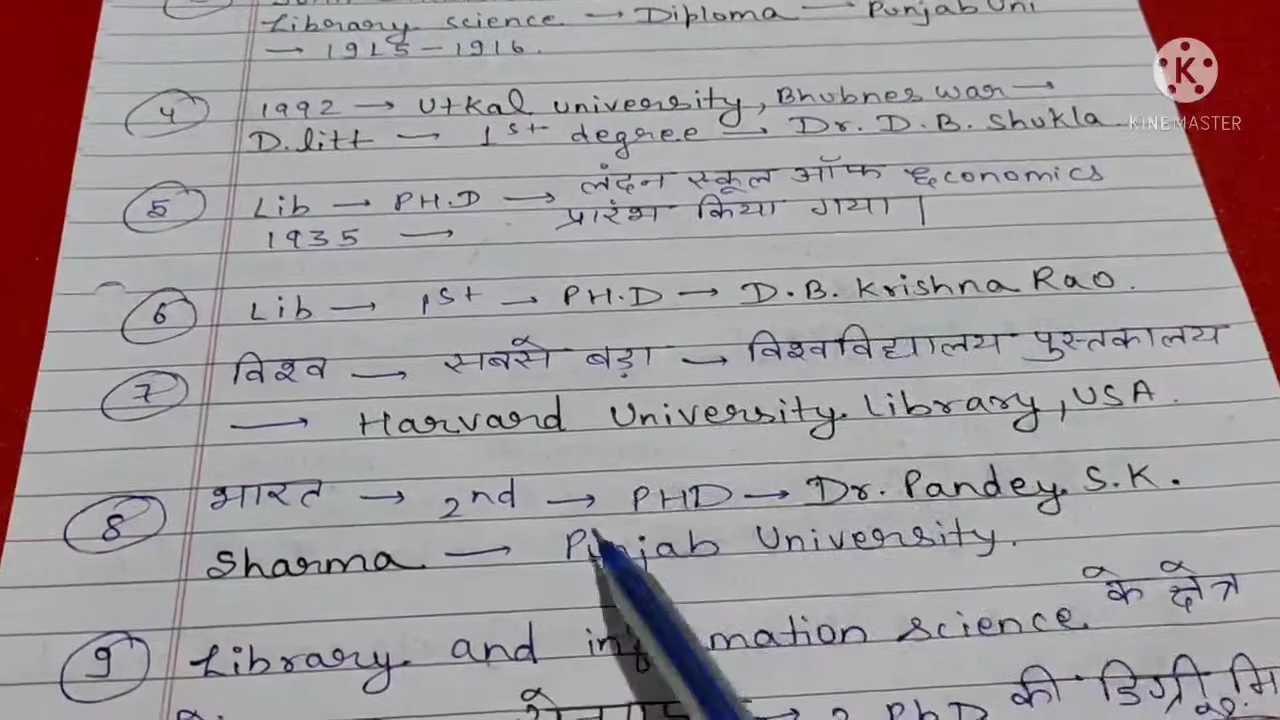 Library science → Diploma — Punjab Uni
→ 1915-1916.
4 1992 → Utkal university, Bhubneswar →
D.litt → 1st degree → Dr. D.B. Shukla
5 Lib → PH.D → लंदन स्कूल ऑफ Economics
1935 → प्रारंभ किया गया |
6 Lib → 1st → PH.D → D.B. Krishna Rao.
7 विश्व → सबसे बड़ा → विश्वविद्यालय पुस्तकालय
→ Harvard University Library, USA.
8 भारत → 2nd → PHD → Dr. Pandey S.K.
Sharma — Punjab University.
9 Library and information science के क्षेत्र
PhD की डिग्री
K
KINEMASTER